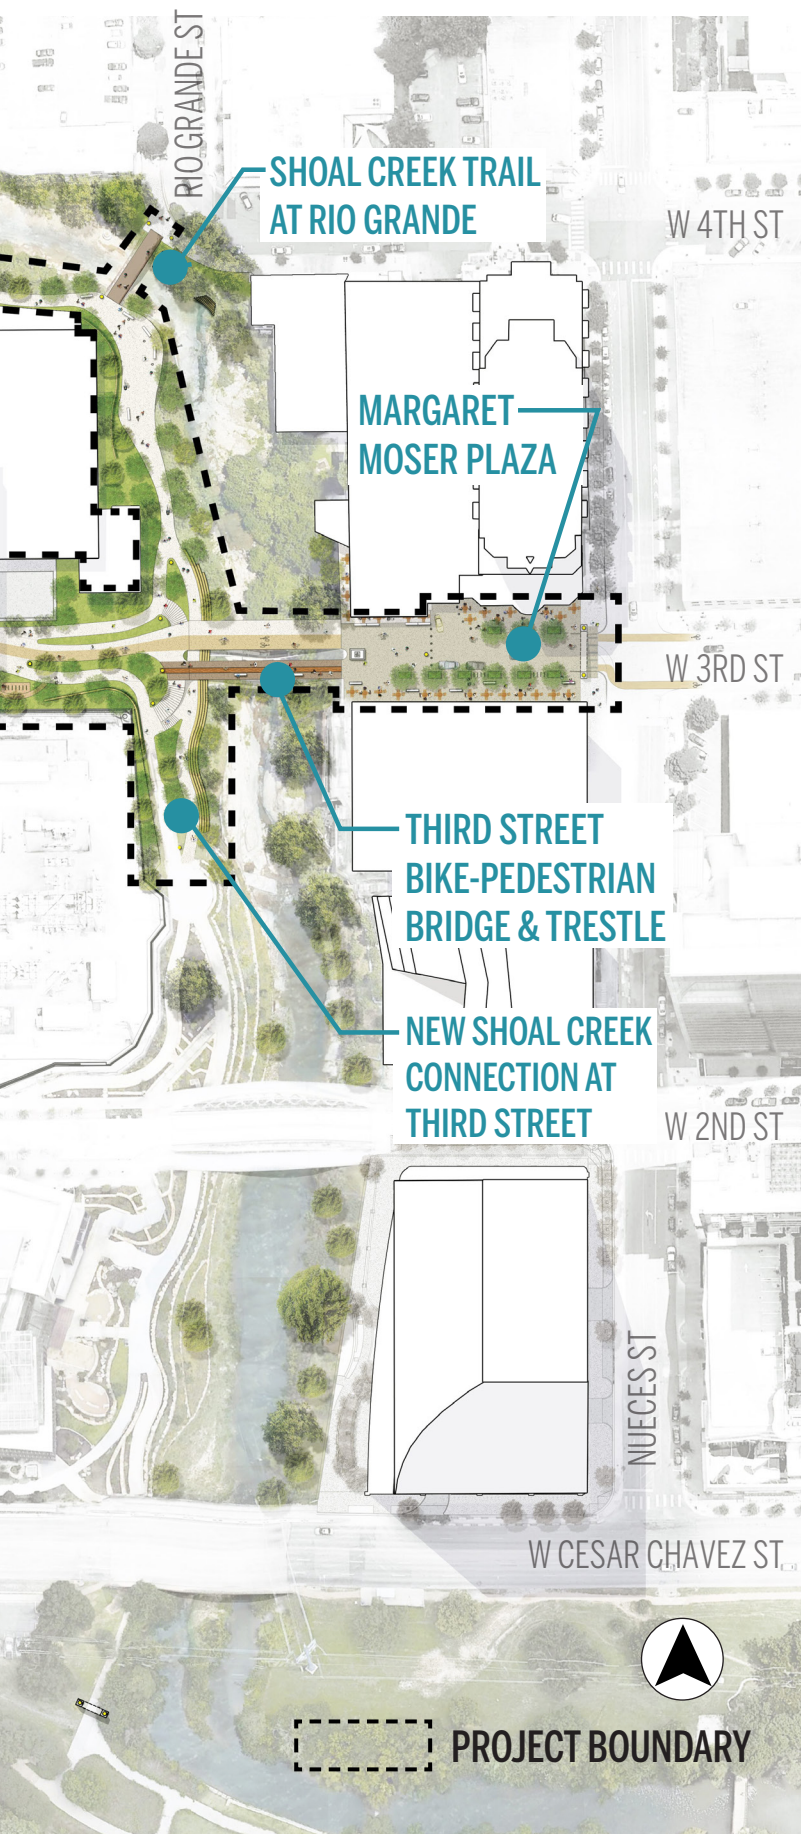 RIO GRANDE ST
SHOAL CREEK TRAIL
AT RIO GRANDE
W 4TH ST
MARGARET
MOSER PLAZA
W 3RD ST
THIRD STREET
BIKE-PEDESTRIAN
BRIDGE & TRESTLE
NEW SHOAL CREEK
CONNECTION AT
THIRD STREET
W 2ND ST
NUECES ST
W CESAR CHAVEZ ST
PROJECT BOUNDARY